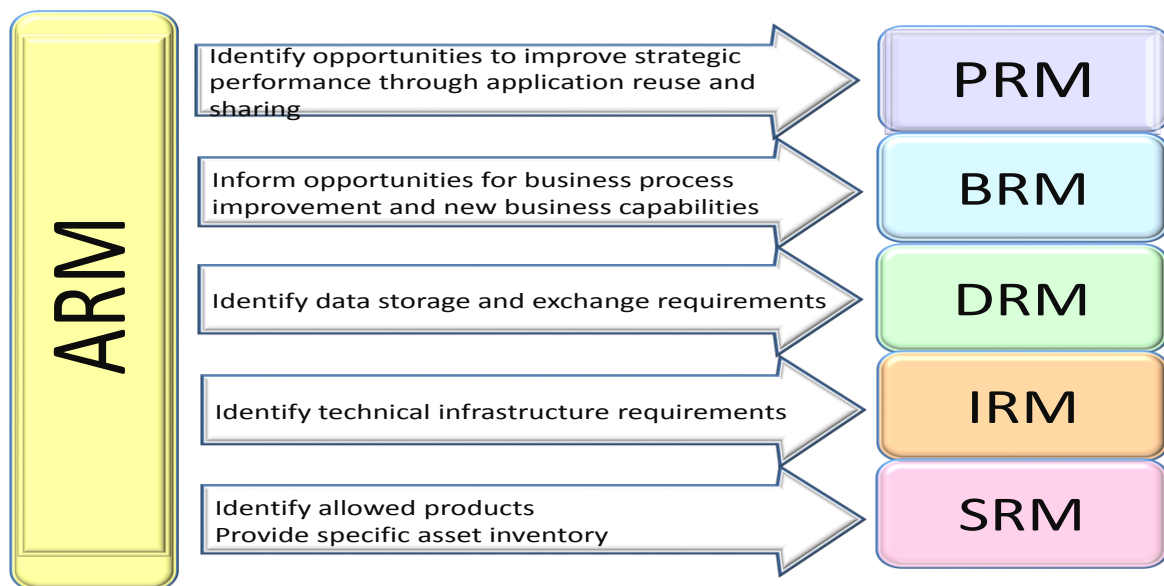 ARM
Identify opportunities to improve strategic
performance through application reuse and
sharing
PRM
Inform opportunities for business process
improvement and new business capabilities
BRM
Identify data storage and exchange requirements
DRM
Identify technical infrastructure requirements
IRM
Identify allowed products
Provide specific asset inventory
SRM